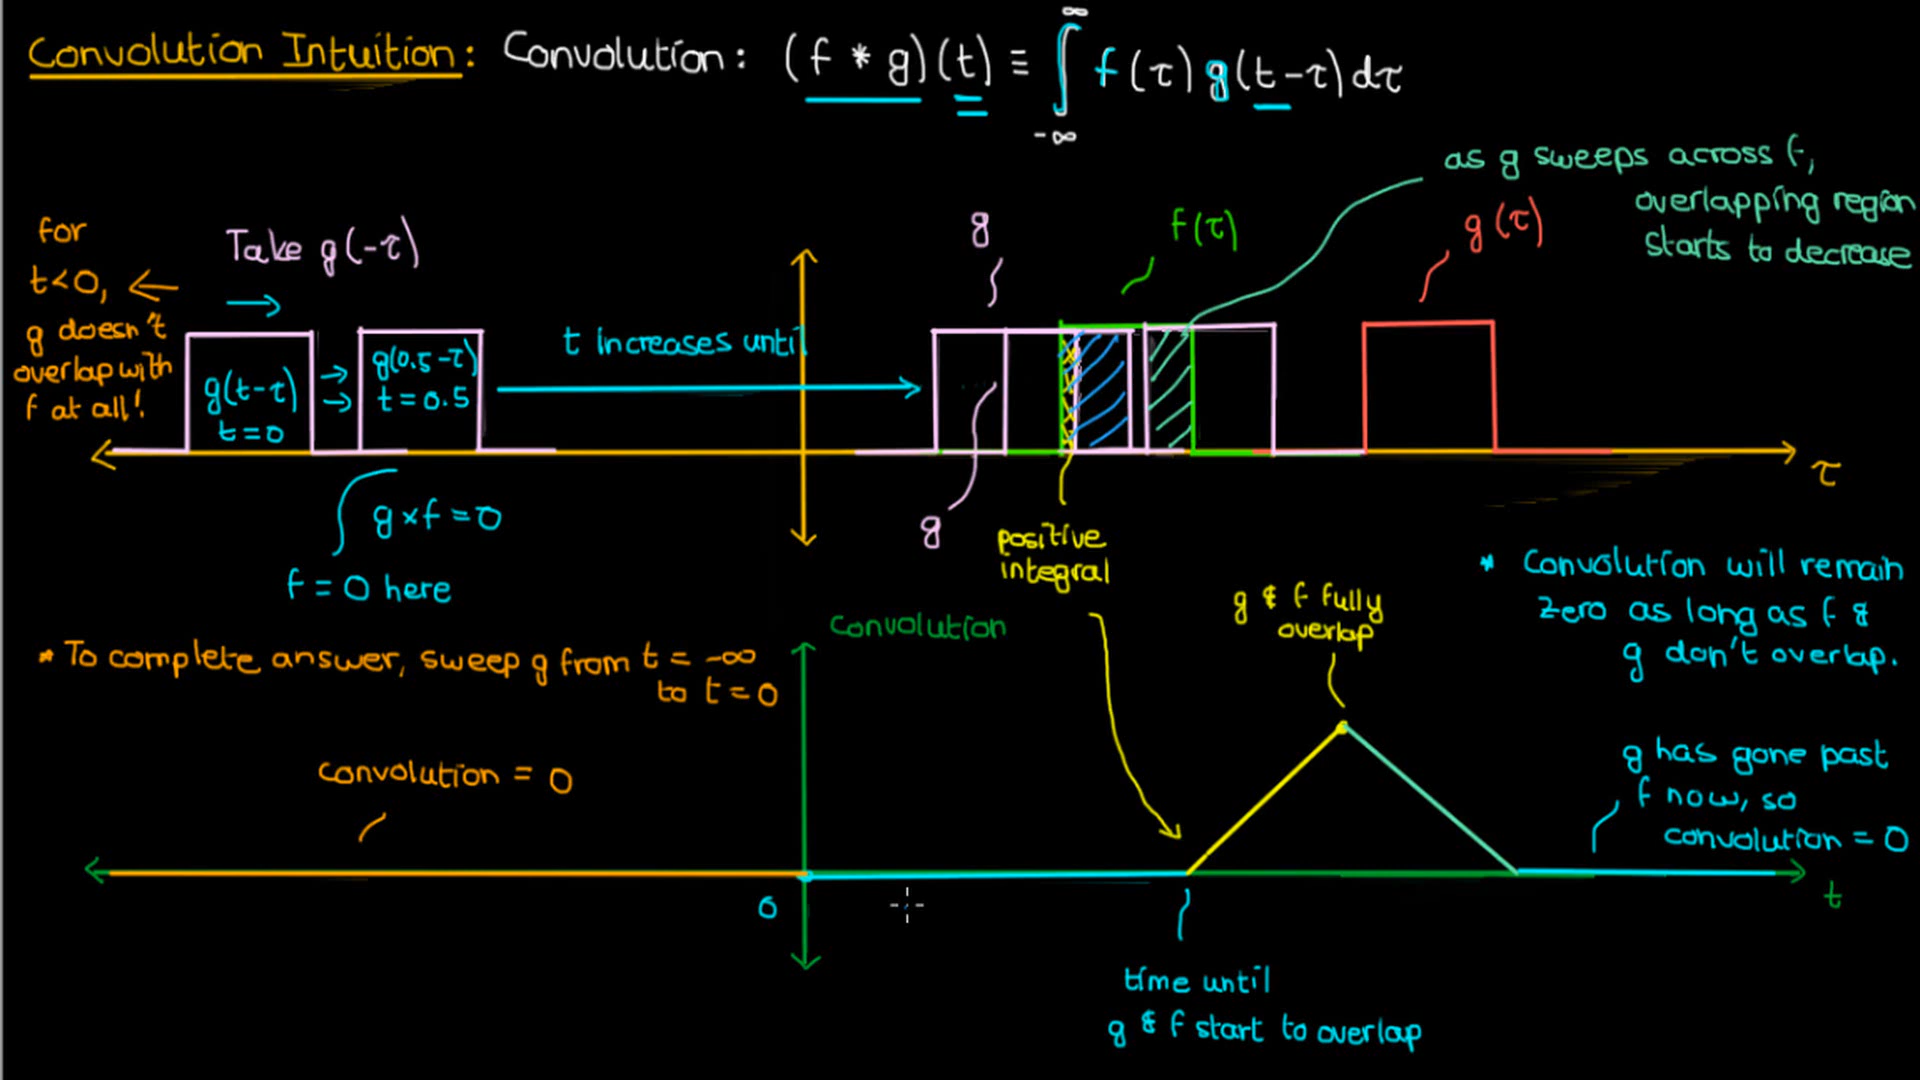 Convolution Intuition: Convolution: (f * g)(t) ≡ ∫ f(τ) g(t-τ) dτ
∞
-∞
as g sweeps across f,
overlapping region
starts to decrease
for
t<0,
g doesn't
overlap with
f at all!
Take g(-τ)
g(t-τ)
t=0
g(0.5-τ)
t=0.5
t increases until
g
f(τ)
g(τ)
τ
g
∫ g×f=0
f=0 here
positive
integral
* Convolution will remain
zero as long as f &
g don't overlap.
g & f fully
overlap
convolution
* To complete answer, sweep g from t = -∞
to t=0
convolution = 0
g has gone past
f now, so
convolution = 0
0
t
time until
g & f start to overlap